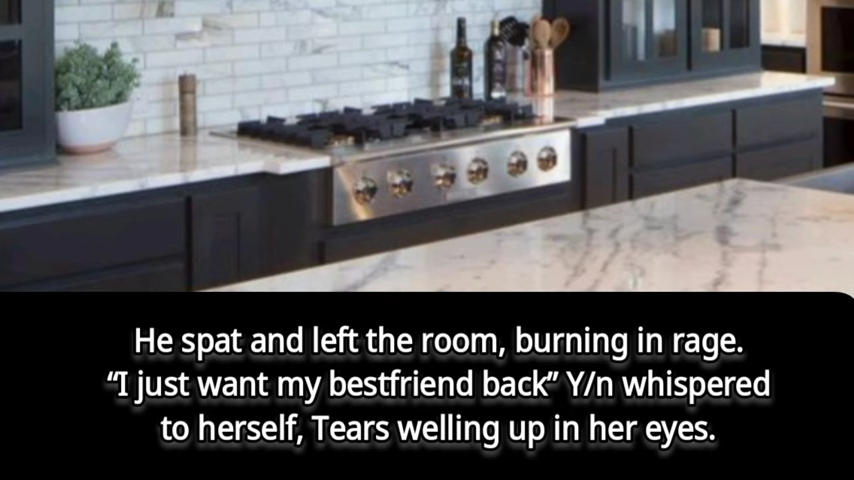 He spat and left the room, burning in rage.
“I just want my bestfriend back” Y/n whispered
to herself, Tears welling up in her eyes.